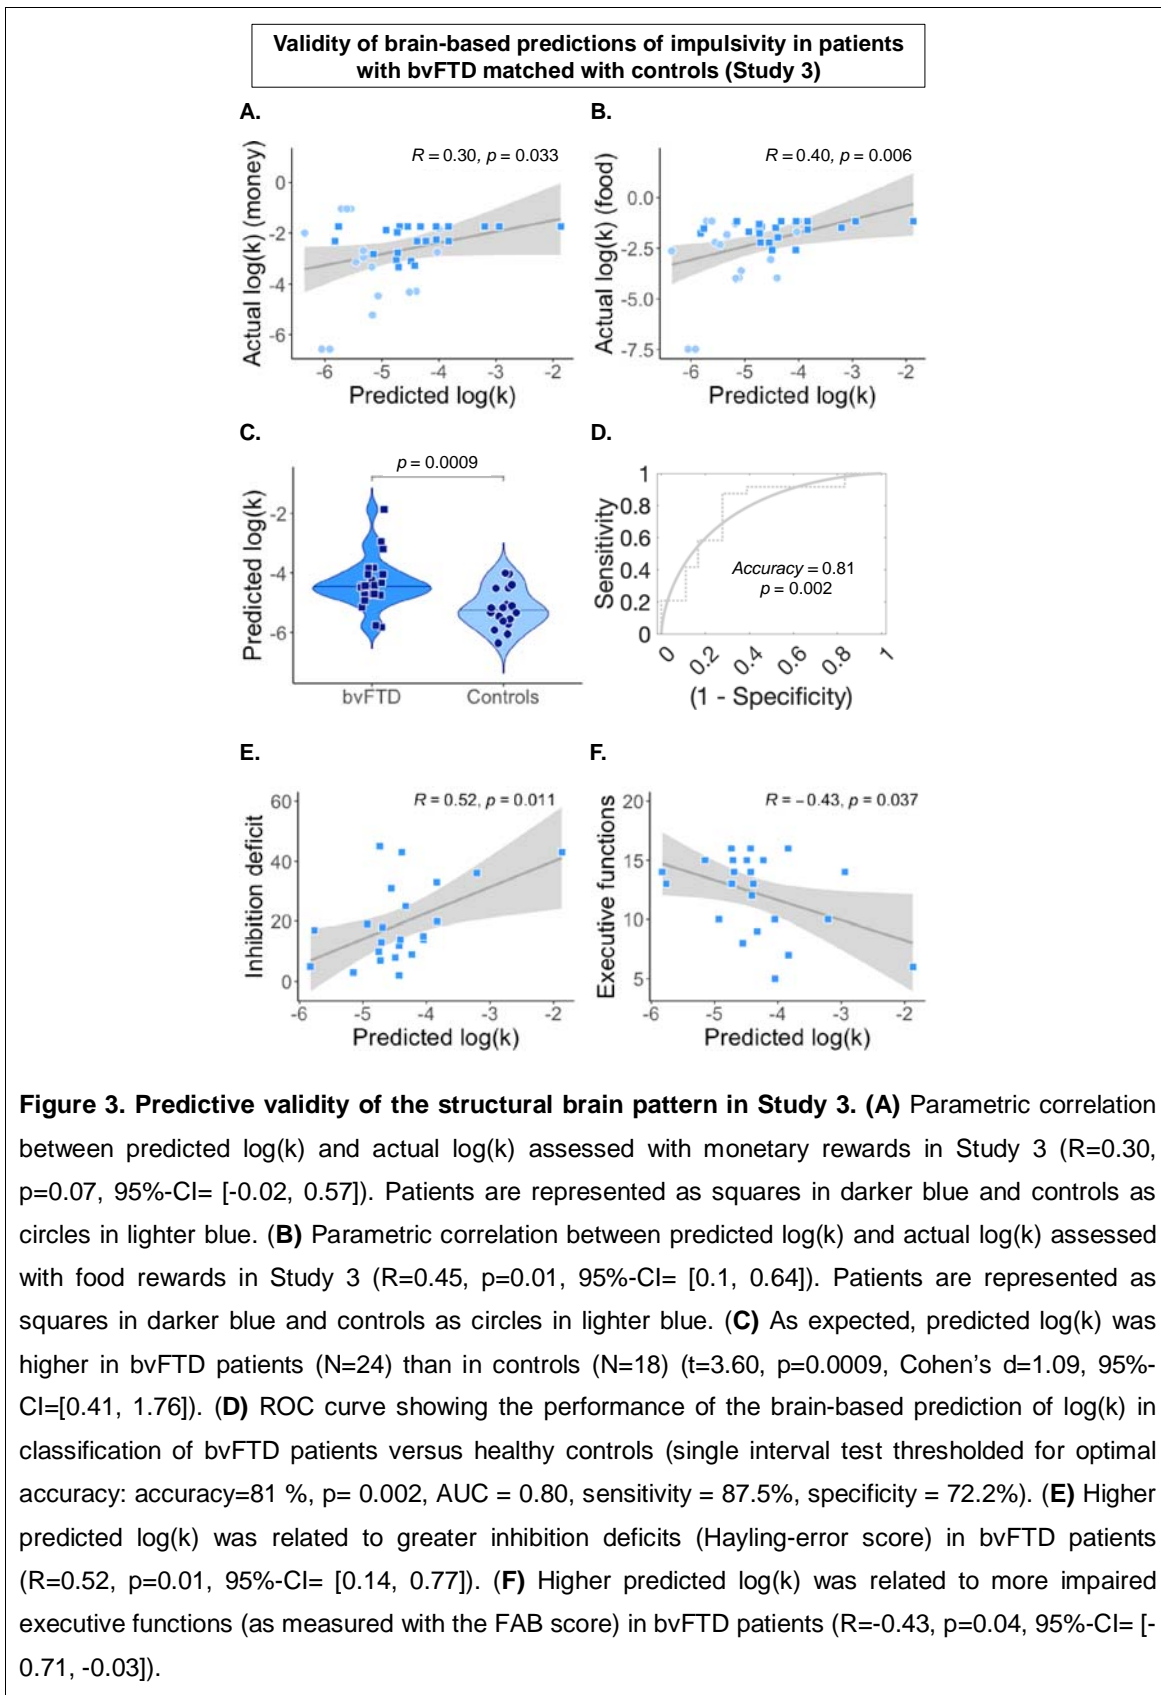 Validity of brain-based predictions of impulsivity in patients
with bvFTD matched with controls (Study 3)
A.
R = 0.30, p = 0.033
Actual log(k) (money)
0
-2
-4
-6
-6 -5 -4 -3 -2
Predicted log(k)
B.
R = 0.40, p = 0.006
Actual log(k) (food)
0.0
-2.5
-5.0
-7.5
-6 -5 -4 -3 -2
Predicted log(k)
C.
p = 0.0009
Predicted log(k)
-2
-4
-6
bvFTD Controls
D.
Sensitivity
1
0.8
0.6
0.4
0.2
0
Accuracy = 0.81
p = 0.002
0 0.2 0.4 0.6 0.8 1
(1 - Specificity)
E.
R = 0.52, p = 0.011
Inhibition deficit
60
40
20
0
-6 -5 -4 -3 -2
Predicted log(k)
F.
R = -0.43, p = 0.037
Executive functions
20
15
10
5
-6 -5 -4 -3 -2
Predicted log(k)
Figure 3. Predictive validity of the structural brain pattern in Study 3. (A) Parametric correlation
between predicted log(k) and actual log(k) assessed with monetary rewards in Study 3 (R=0.30,
p=0.07, 95%-CI= [-0.02, 0.57]). Patients are represented as squares in darker blue and controls as
circles in lighter blue. (B) Parametric correlation between predicted log(k) and actual log(k) assessed
with food rewards in Study 3 (R=0.45, p=0.01, 95%-CI= [0.1, 0.64]). Patients are represented as
squares in darker blue and controls as circles in lighter blue. (C) As expected, predicted log(k) was
higher in bvFTD patients (N=24) than in controls (N=18) (t=3.60, p=0.0009, Cohen's d=1.09, 95%-
CI=[0.41, 1.76]). (D) ROC curve showing the performance of the brain-based prediction of log(k) in
classification of bvFTD patients versus healthy controls (single interval test thresholded for optimal
accuracy: accuracy=81 %, p= 0.002, AUC = 0.80, sensitivity = 87.5%, specificity = 72.2%). (E) Higher
predicted log(k) was related to greater inhibition deficits (Hayling-error score) in bvFTD patients
(R=0.52, p=0.01, 95%-CI= [0.14, 0.77]). (F) Higher predicted log(k) was related to more impaired
executive functions (as measured with the FAB score) in bvFTD patients (R=-0.43, p=0.04, 95%-CI= [-
0.71, -0.03]).